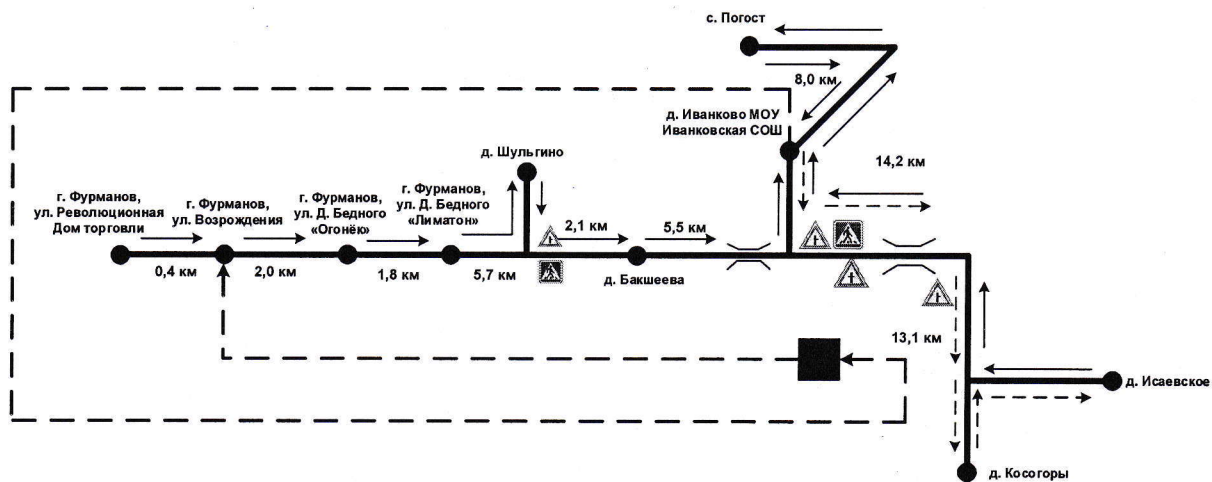 с. Погост
8,0 км
д. Иванково МОУ
Иванковская СОШ
14,2 км
д. Шульгино
г. Фурманов,
ул. Революционная
Дом торговли
г. Фурманов,
ул. Возрождения
г. Фурманов,
ул. Д. Бедного
«Огонёк»
г. Фурманов,
ул. Д. Бедного
«Лиматон»
2,1 км
5,5 км
0,4 км
2,0 км
1,8 км
5,7 км
д. Бакшеева
13,1 км
д. Исаевское
д. Косогоры